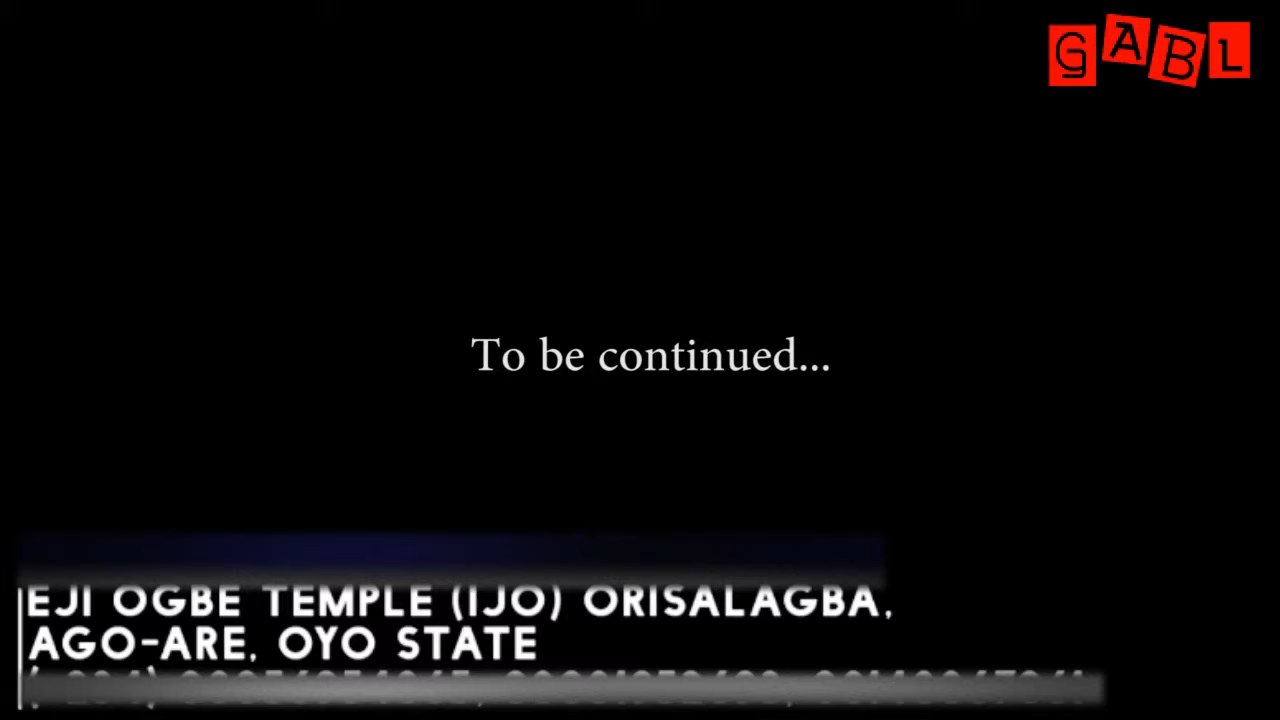 GABL
To be continued...
EJI OGBE TEMPLE (IJO) ORISALAGBA,
AGO-ARE, OYO STATE